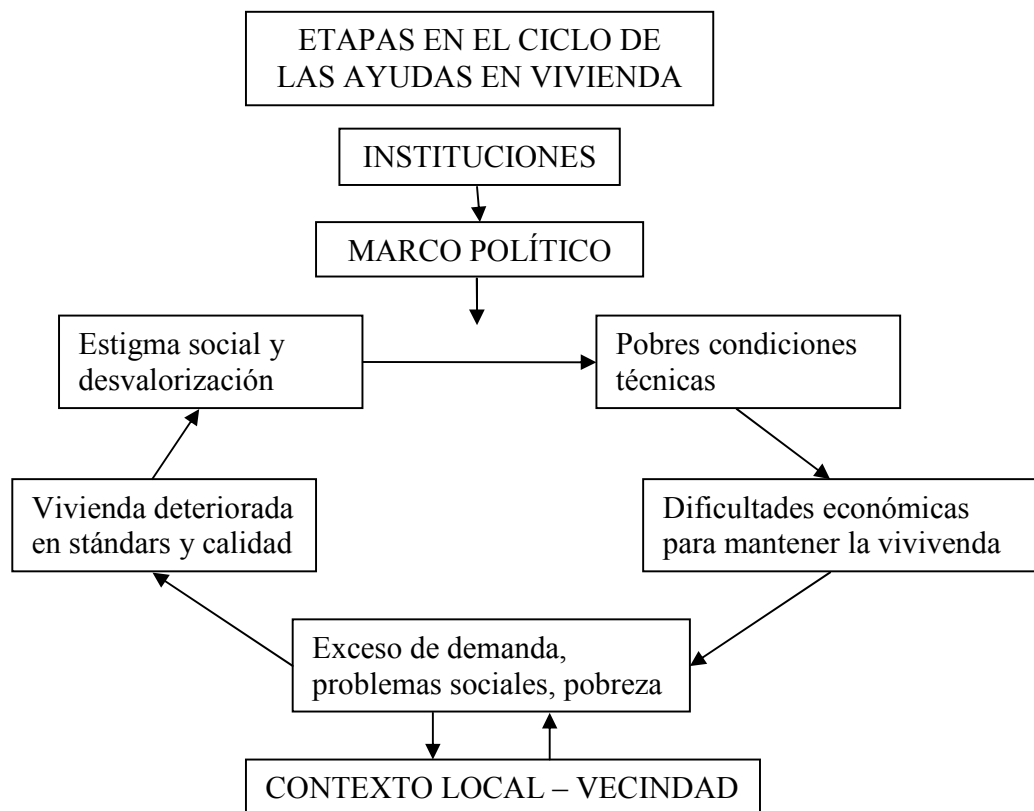 ETAPAS EN EL CICLO DE
LAS AYUDAS EN VIVIENDA
INSTITUCIONES
MARCO POLÍTICO
Estigma social y
desvalorización
Pobres condiciones
técnicas
Vivienda deteriorada
en stándars y calidad
Dificultades económicas
para mantener la vivivenda
Exceso de demanda,
problemas sociales, pobreza
CONTEXTO LOCAL – VECINDAD